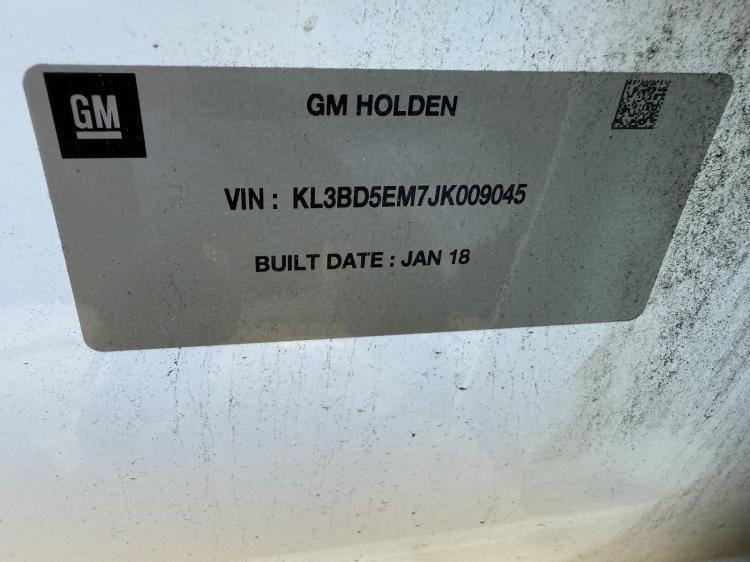 GM
GM HOLDEN
VIN : KL3BD5EM7JK009045
BUILT DATE : JAN 18